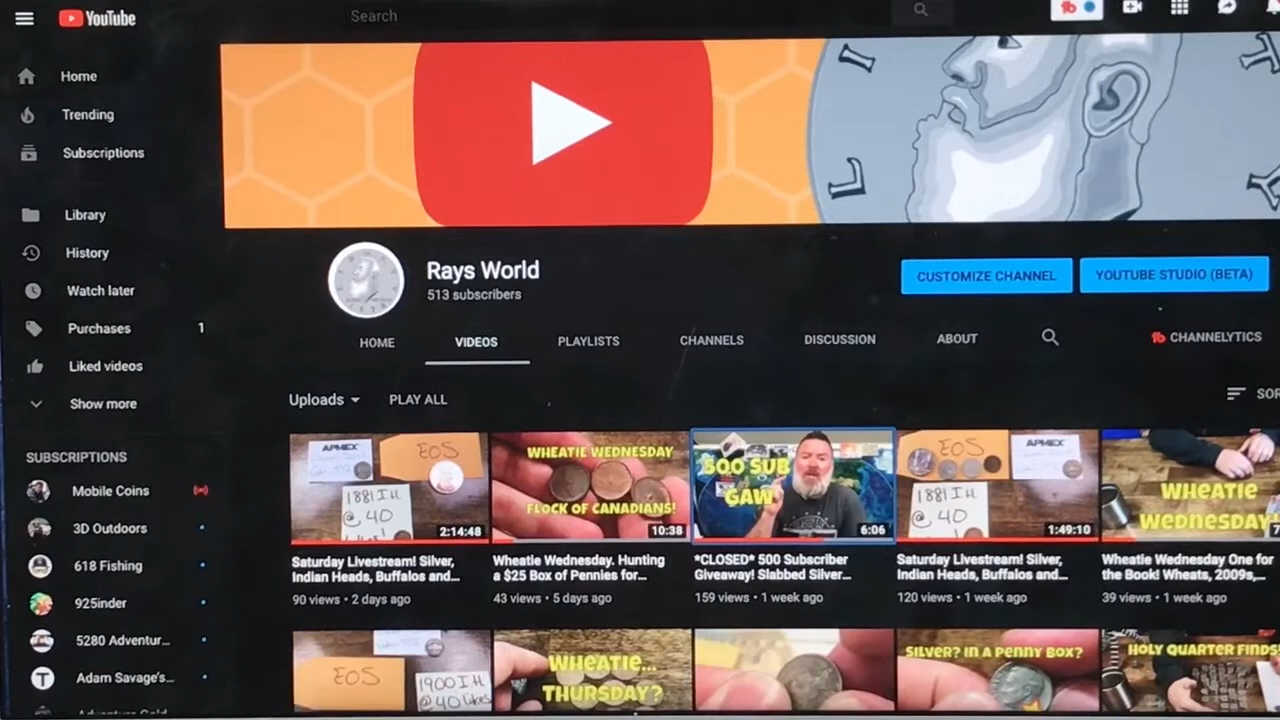 YouTube
Search
Home
Trending
Subscriptions
Library
History
Watch later
Purchases 1
Liked videos
Show more
SUBSCRIPTIONS
Mobile Coins
3D Outdoors
618 Fishing
925inder
5280 Adventur...
Adam Savage's...
Rays World
513 subscribers
CUSTOMIZE CHANNEL
YOUTUBE STUDIO (BETA)
HOME
VIDEOS
PLAYLISTS
CHANNELS
DISCUSSION
ABOUT
CHANNELYTICS
Uploads
PLAY ALL
APMEX
EOS
1881 I.H.
@ 40
2:14:48
Saturday Livestream! Silver,
Indian Heads, Buffalos and...
90 views • 2 days ago
WHEATIE WEDNESDAY
FLOCK OF CANADIANS!
10:38
Wheatie Wednesday. Hunting
a $25 Box of Pennies for...
43 views • 5 days ago
500 SUB
GAW
6:06
*CLOSED* 500 Subscriber
Giveaway! Slabbed Silver...
159 views • 1 week ago
EOS
APMEX
1881 I.H.
@ 40
1:49:10
Saturday Livestream! Silver,
Indian Heads, Buffalos and...
120 views • 1 week ago
WHEATIE
WEDNESDAY
Wheatie Wednesday One for
the Book! Wheats, 2009s,...
39 views • 1 week ago
EOS
1900 I.H
@40 likes
WHEATIE...
THURSDAY?
SILVER? IN A PENNY BOX?
HOLY QUARTER FINDS